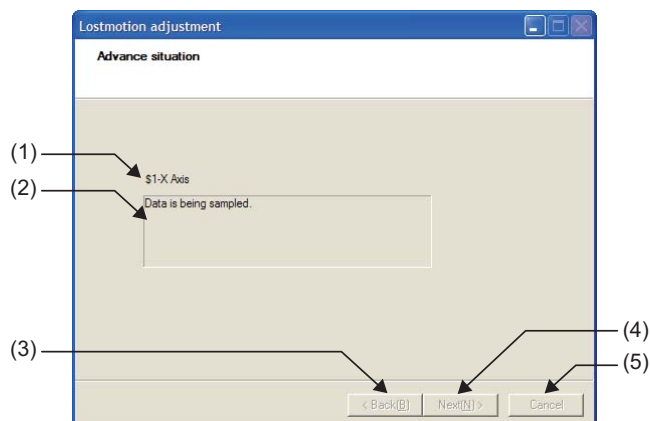 Lostmotion adjustment
Advance situation
(1)
$1-X Axis
(2)
Data is being sampled.
(3)
(4)
(5)
< Back(B)
Next(N) >
Cancel